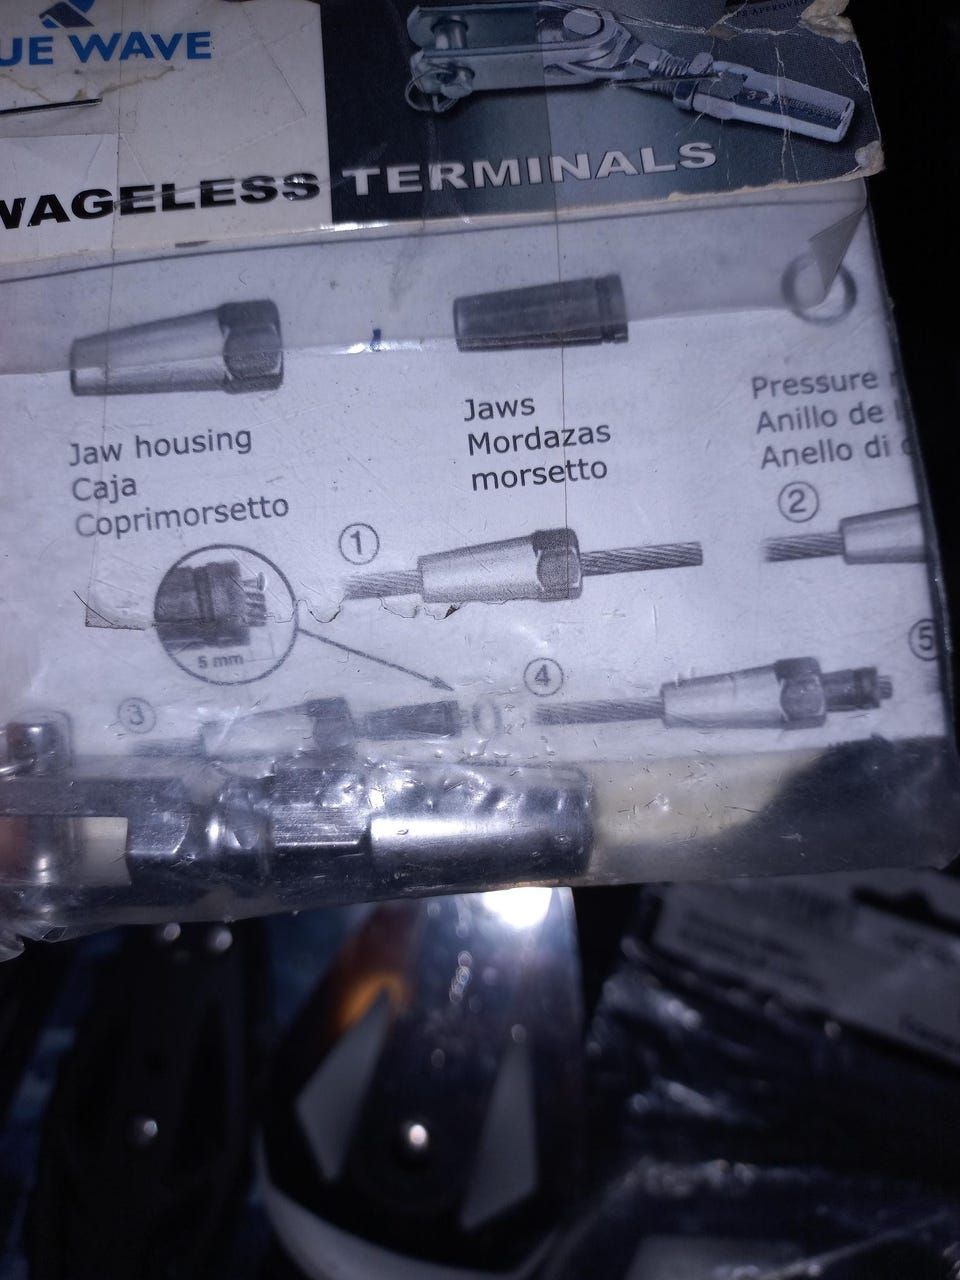 UE WAVE
WAGELESS TERMINALS
Jaw housing
Caja
Coprimorsetto
Jaws
Mordazas
morsetto
Pressure
Anillo de
Anello di
1
2
5 mm
3
4
5